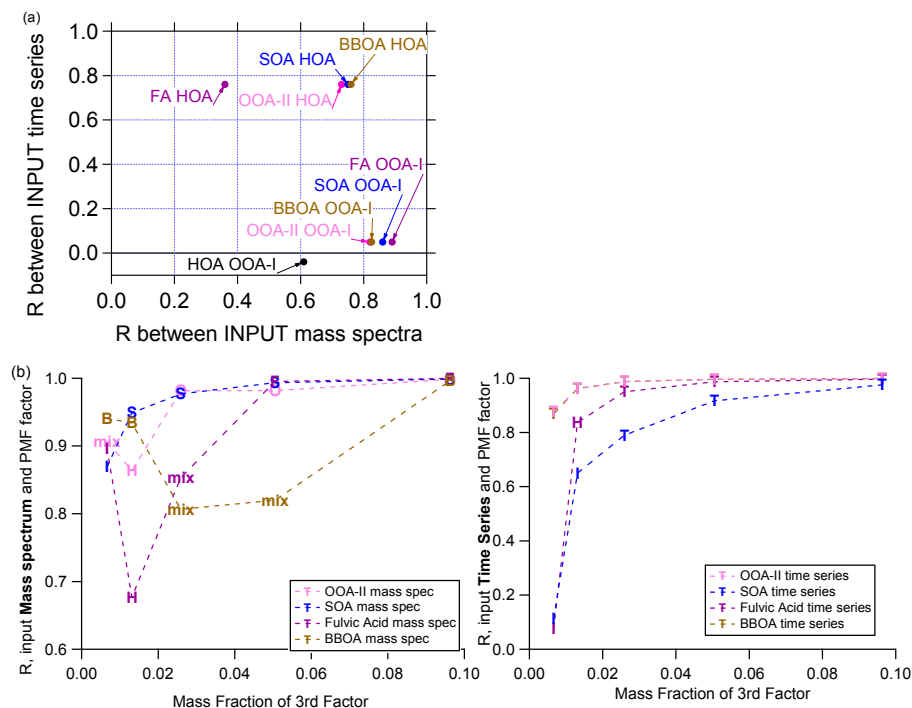 (a)
R between INPUT time series
1.0
0.8
0.6
0.4
0.2
0.0
BBOA HOA
SOA HOA
FA HOA
OOA-II HOA
FA OOA-I
SOA OOA-I
BBOA OOA-I
OOA-II OOA-I
HOA OOA-I
0.0 0.2 0.4 0.6 0.8 1.0
R between INPUT mass spectra
(b)
R, input Mass spectrum and PMF factor
1.0
0.9
0.8
0.7
0.6
B B mix mix B
S S S S
mix H O O
H mix
T OOA-II mass spec
T SOA mass spec
T Fulvic Acid mass spec
T BBOA mass spec
0.00 0.02 0.04 0.06 0.08 0.10
Mass Fraction of 3rd Factor
R, input Time Series and PMF factor
1.0
0.8
0.6
0.4
0.2
0.0
T T T T T
T T T T T
T T T T
T OOA-II time series
T SOA time series
T Fulvic Acid time series
T BBOA time series
0.00 0.02 0.04 0.06 0.08 0.10
Mass Fraction of 3rd Factor